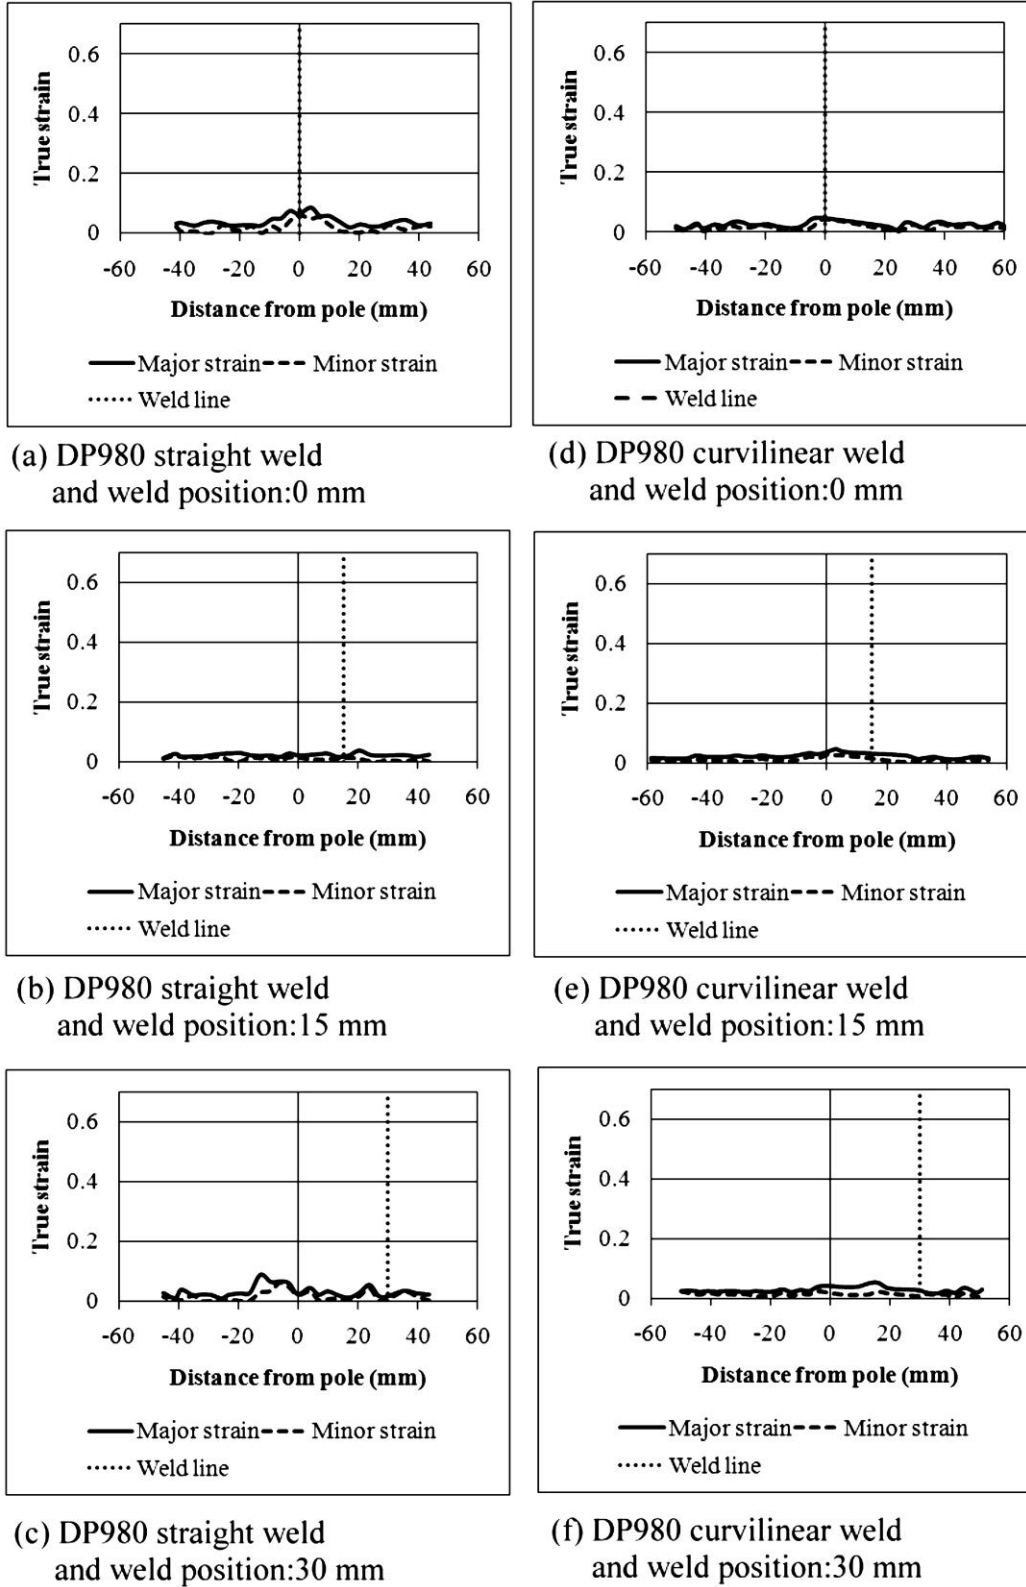 0.6
0.4
0.2
0
True strain
-60 -40 -20 0 20 40 60
Distance from pole (mm)
Major strain Minor strain
Weld line
(a) DP980 straight weld
and weld position:0 mm
0.6
0.4
0.2
0
True strain
-60 -40 -20 0 20 40 60
Distance from pole (mm)
Major strain Minor strain
Weld line
(d) DP980 curvilinear weld
and weld position:0 mm
0.6
0.4
0.2
0
True strain
-60 -40 -20 0 20 40 60
Distance from pole (mm)
Major strain Minor strain
Weld line
(b) DP980 straight weld
and weld position:15 mm
0.6
0.4
0.2
0
True strain
-60 -40 -20 0 20 40 60
Distance from pole (mm)
Major strain Minor strain
Weld line
(e) DP980 curvilinear weld
and weld position:15 mm
0.6
0.4
0.2
0
True strain
-60 -40 -20 0 20 40 60
Distance from pole (mm)
Major strain Minor strain
Weld line
(c) DP980 straight weld
and weld position:30 mm
0.6
0.4
0.2
0
True strain
-60 -40 -20 0 20 40 60
Distance from pole (mm)
Major strain Minor strain
Weld line
(f) DP980 curvilinear weld
and weld position:30 mm